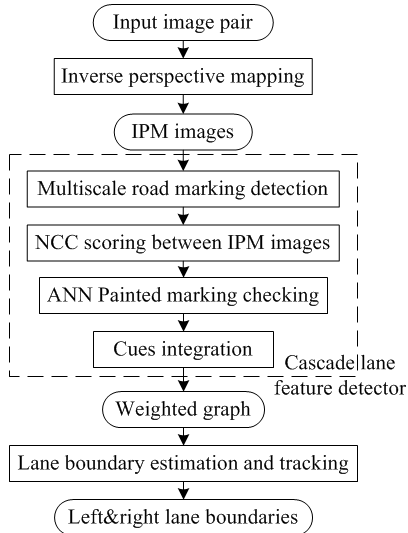 Input image pair
Inverse perspective mapping
IPM images
Multiscale road marking detection
NCC scoring between IPM images
ANN Painted marking checking
Cues integration
Cascade lane
feature detector
Weighted graph
Lane boundary estimation and tracking
Left&right lane boundaries